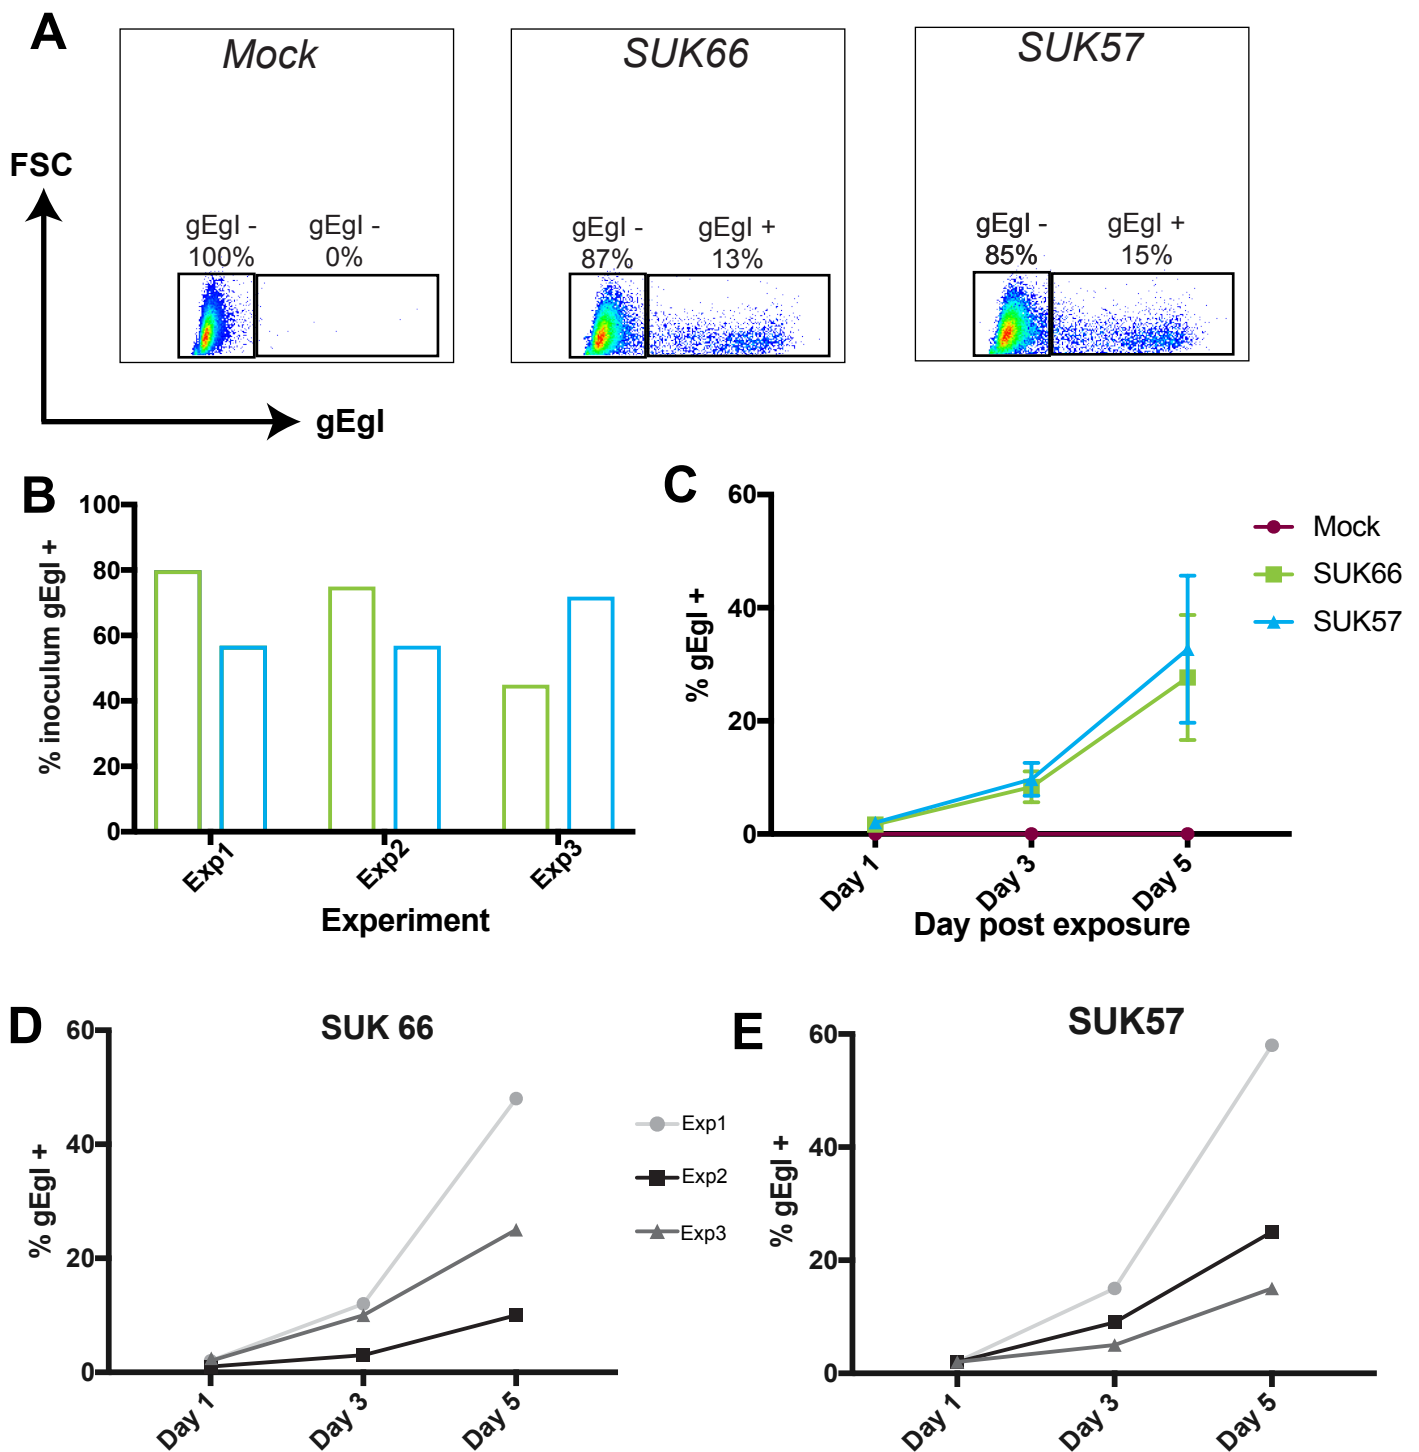 A
Mock
SUK66
SUK57
FSC
gEgI -
100%
gEgI -
0%
gEgI -
87%
gEgI +
13%
gEgI -
85%
gEgI +
15%
gEgI
B
% inoculum gEgI +
100
80
60
40
20
0
Exp1
Exp2
Exp3
Experiment
C
% gEgI +
60
40
20
0
Day 1
Day 3
Day 5
Day post exposure
Mock
SUK66
SUK57
D
SUK 66
% gEgI +
60
40
20
0
Day 1
Day 3
Day 5
Exp1
Exp2
Exp3
E
SUK57
% gEgI +
60
40
20
0
Day 1
Day 3
Day 5